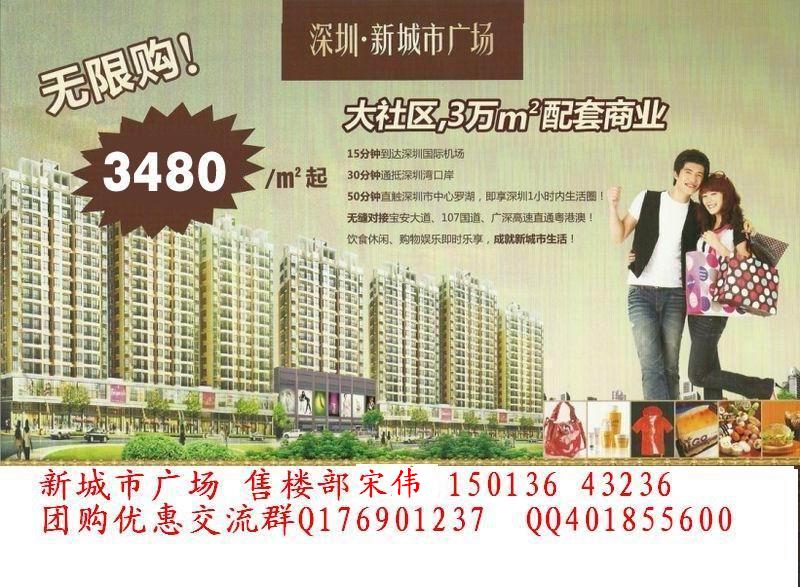 深圳·新城市广场
无限购!
大社区,3万m²配套商业
3480/m²起
15分钟到达深圳国际机场
30分钟通抵深圳湾口岸
50分钟直触深圳市中心罗湖，即享深圳1小时内生活圈！
无缝对接宝安大道、107国道、广深高速直通粤港澳！
饮食休闲、购物娱乐即时乐享，成就新城市生活！
新城市广场 售楼部宋伟 150136 43236
团购优惠交流群Q176901237 QQ401855600